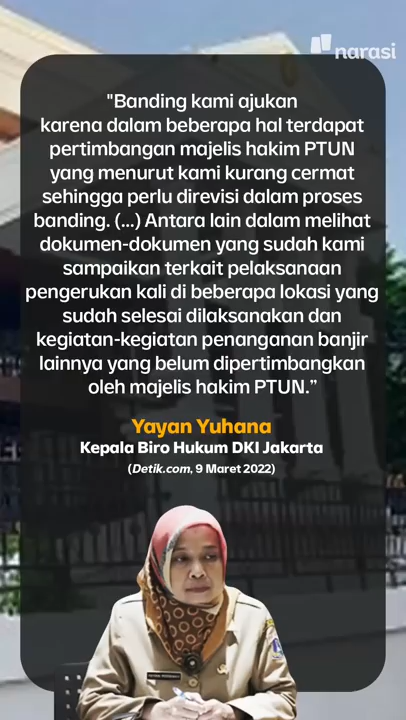 narasi
"Banding kami ajukan
karena dalam beberapa hal terdapat
pertimbangan majelis hakim PTUN
yang menurut kami kurang cermat
sehingga perlu direvisi dalam proses
banding. (...) Antara lain dalam melihat
dokumen-dokumen yang sudah kami
sampaikan terkait pelaksanaan
pengerukan kali di beberapa lokasi yang
sudah selesai dilaksanakan dan
kegiatan-kegiatan penanganan banjir
lainnya yang belum dipertimbangkan
oleh majelis hakim PTUN.”
Yayan Yuhana
Kepala Biro Hukum DKI Jakarta
(Detik.com, 9 Maret 2022)